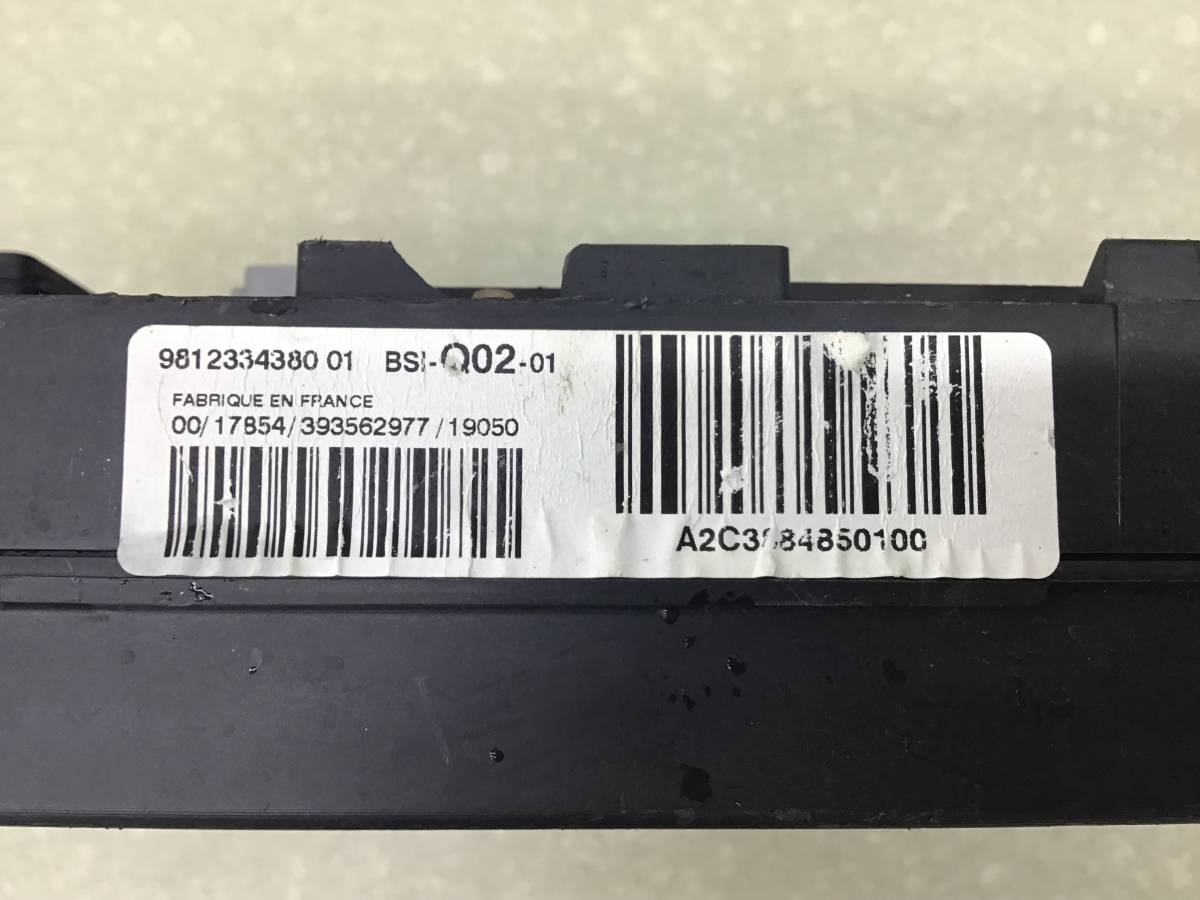 9812334380 01 BSI-Q02-01
FABRIQUE EN FRANCE
00/17854/393562977/19050